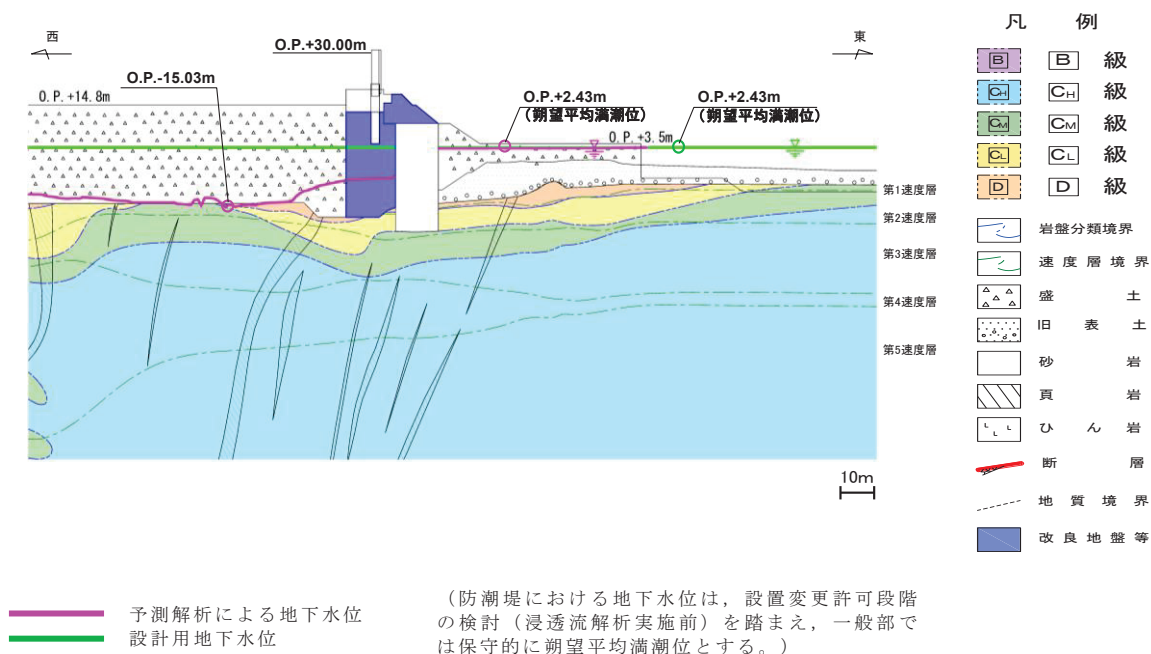 西
東
O.P.+30.00m
O.P.-15.03m
O.P.+14.8m
O.P.+2.43m
（朔望平均満潮位）
O.P.+2.43m
（朔望平均満潮位）
O.P.+3.5m
第1速度層
第2速度層
第3速度層
第4速度層
第5速度層
10m
凡 例
B B 級
CH CH 級
CM CM 級
CL CL 級
D D 級
岩盤分類境界
速度層境界
盛土
旧表土
砂岩
頁岩
ひん岩
断層
地質境界
改良地盤等
予測解析による地下水位
設計用地下水位
（防潮堤における地下水位は，設置変更許可段階
の検討（浸透流解析実施前）を踏まえ，一般部で
は保守的に朔望平均満潮位とする。）